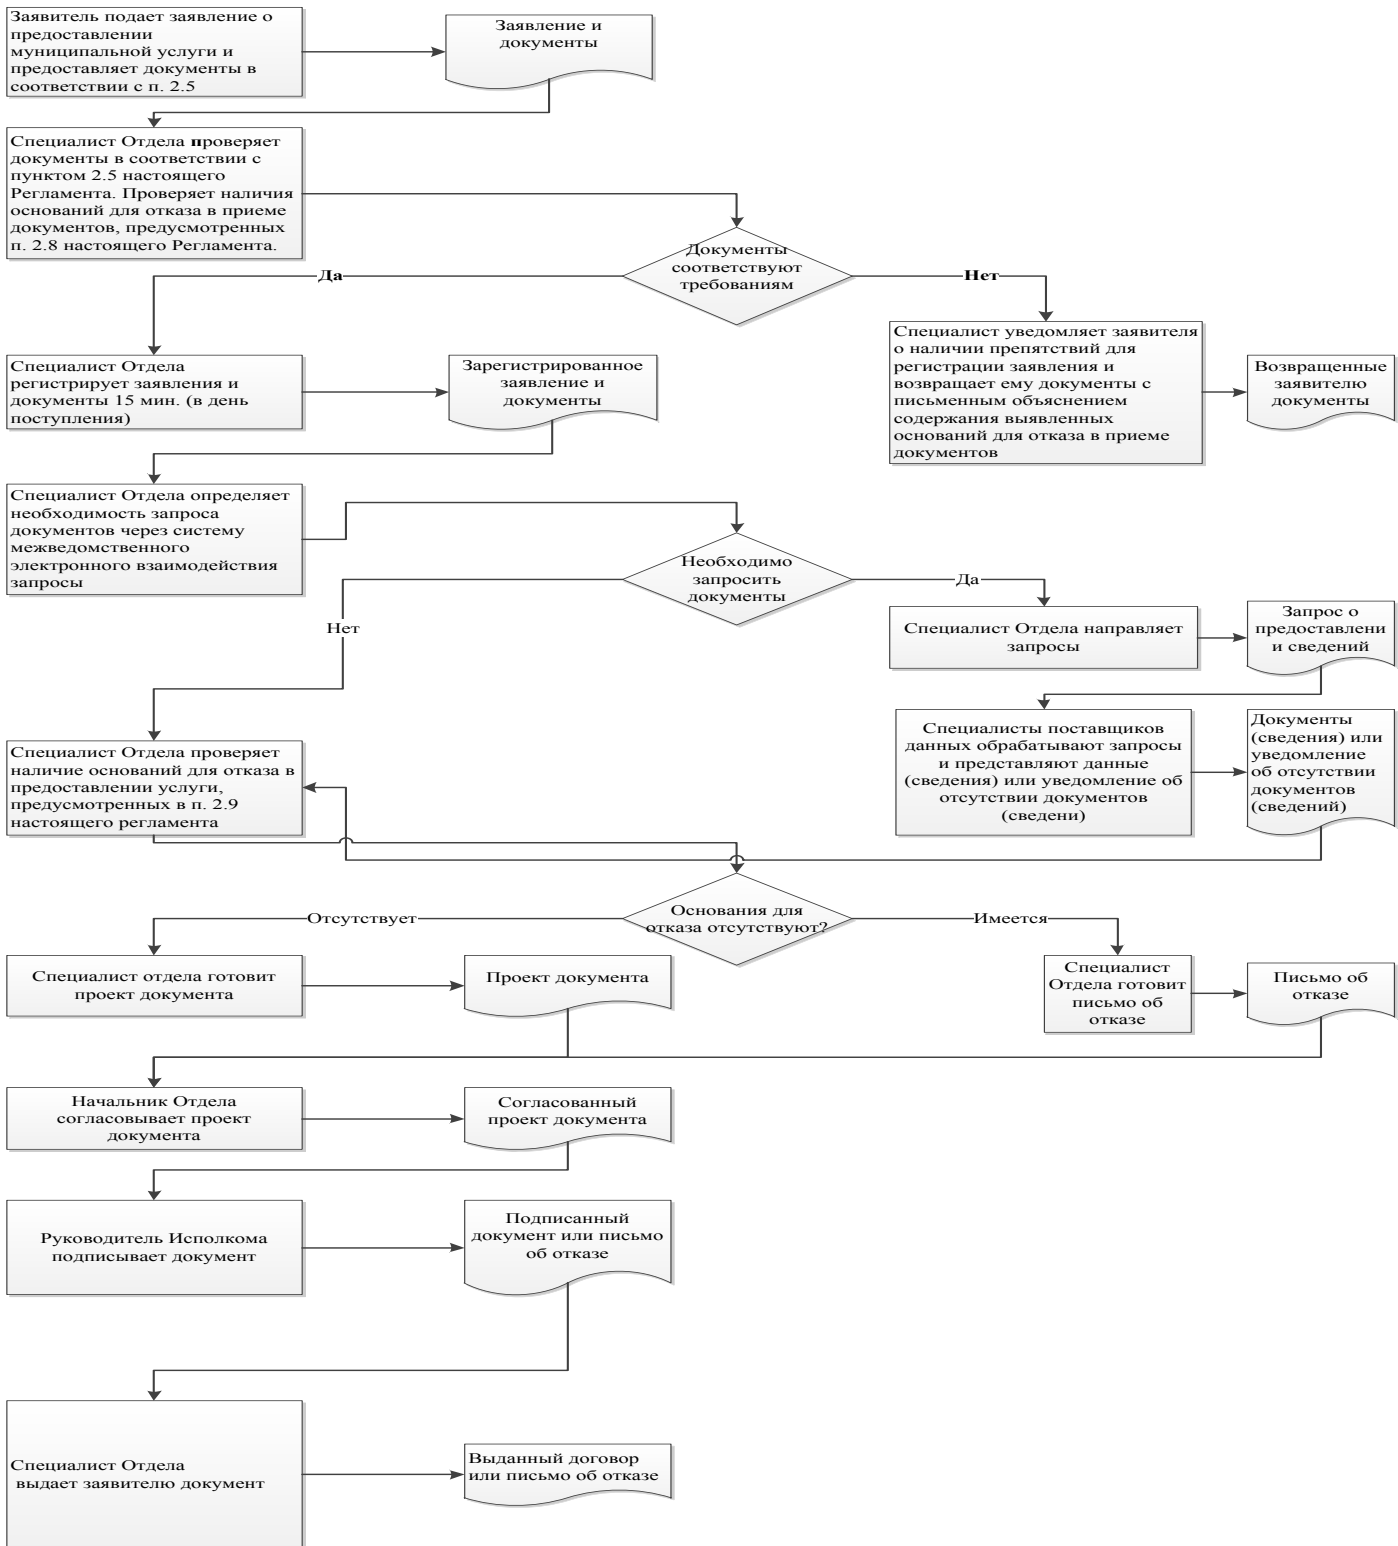 Заявитель подает заявление о
предоставлении
муниципальной услуги и
предоставляет документы в
соответствии с п. 2.5
Заявление и
документы
Специалист Отдела проверяет
документы в соответствии с
пунктом 2.5 настоящего
Регламента. Проверяет наличия
оснований для отказа в приеме
документов, предусмотренных
п. 2.8 настоящего Регламента.
Документы
соответствуют
требованиям
Да
Нет
Специалист Отдела
регистрирует заявления и
документы 15 мин. (в день
поступления)
Зарегистрированное
заявление и
документы
Специалист уведомляет заявителя
о наличии препятствий для
регистрации заявления и
возвращает ему документы с
письменным объяснением
содержания выявленных
оснований для отказа в приеме
документов
Возвращенные
заявителю
документы
Специалист Отдела определяет
необходимость запроса
документов через систему
межведомственного
электронного взаимодействия
запросы
Необходимо
запросить
документы
Да
Нет
Специалист Отдела направляет
запросы
Запрос о
предоставлени
и сведений
Специалисты поставщиков
данных обрабатывают запросы
и представляют данные
(сведения) или уведомление об
отсутствии документов
(сведени)
Документы
(сведения) или
уведомление
об отсутствии
документов
(сведений)
Специалист Отдела проверяет
наличие оснований для отказа в
предоставлении услуги,
предусмотренных в п. 2.9
настоящего регламента
Основания для
отказа отсутствуют?
Отсутствует
Имеется
Специалист отдела готовит
проект документа
Проект документа
Специалист
Отдела готовит
письмо об
отказе
Письмо об
отказе
Начальник Отдела
согласовывает проект
документа
Согласованный
проект документа
Руководитель Исполкома
подписывает документ
Подписанный
документ или письмо
об отказе
Специалист Отдела
выдает заявителю документ
Выданный договор
или письмо об отказе